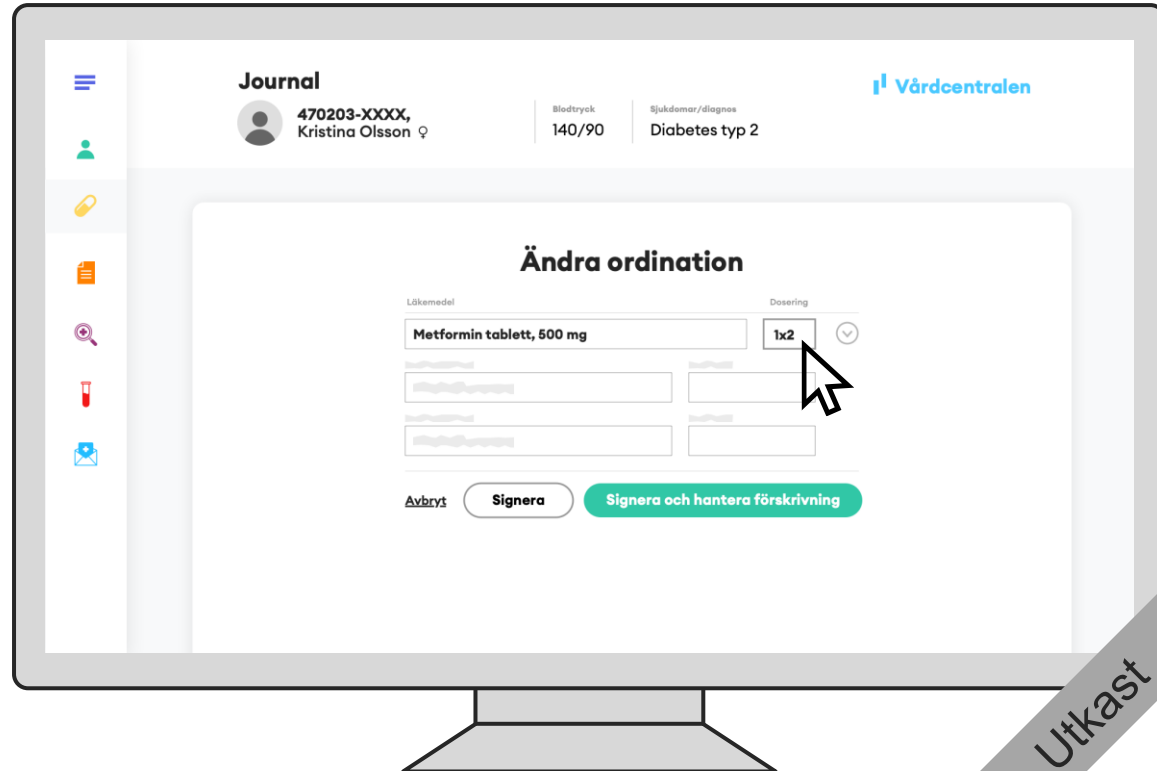 Journal
470203-XXXX,
Kristina Olsson ♀
Blodtryck
140/90
Sjukdomar/diagnos
Diabetes typ 2
Vårdcentralen
Ändra ordination
Läkemedel
Dosering
Metformin tablett, 500 mg
1x2
Avbryt
Signera
Signera och hantera förskrivning
Utkast